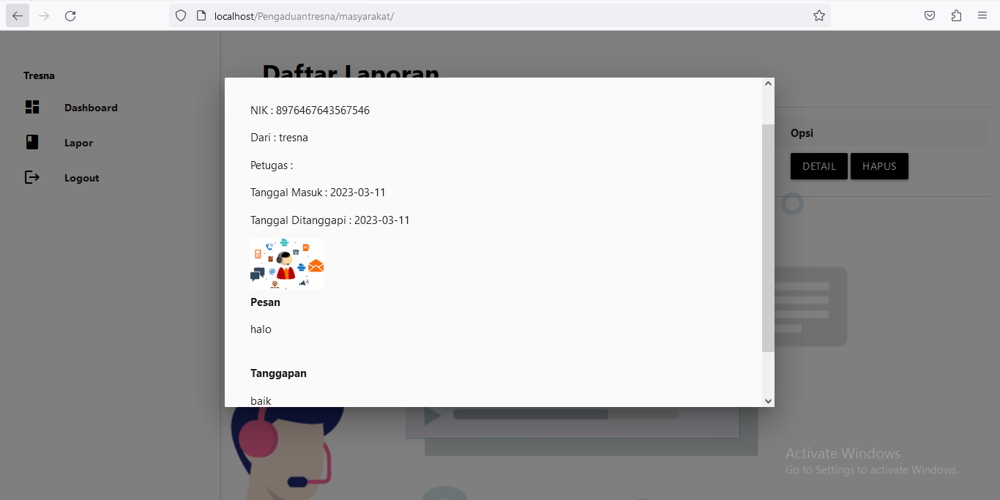 localhost/Pengaduantresna/masyarakat/
Tresna
Dashboard
Lapor
Logout
Daftar Laporan
NIK : 8976467643567546
Dari : tresna
Petugas :
Tanggal Masuk : 2023-03-11
Tanggal Ditanggapi : 2023-03-11
Pesan
halo
Tanggapan
baik
Opsi
DETAIL HAPUS
Activate Windows
Go to Settings to activate Windows.